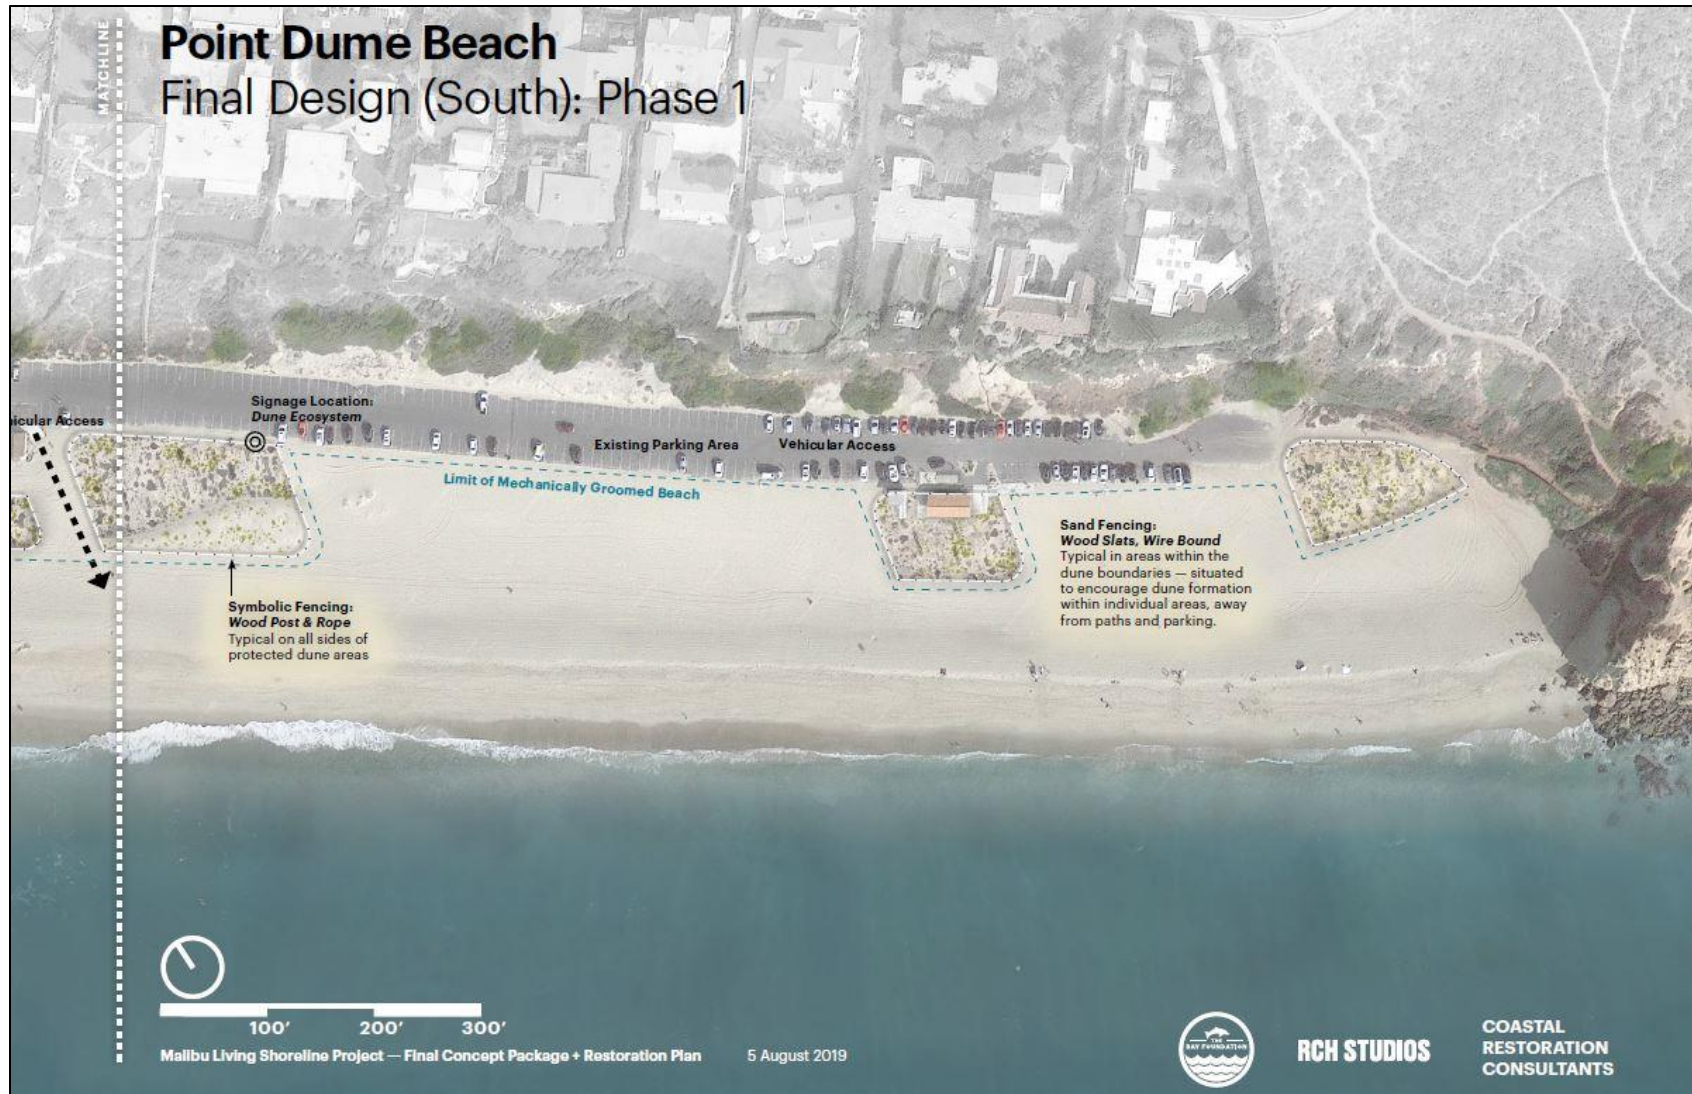 MATCHLINE
Point Dume Beach
Final Design (South): Phase 1
Signage Location:
Dune Ecosystem
icular Access
Existing Parking Area
Vehicular Access
Limit of Mechanically Groomed Beach
Sand Fencing:
Wood Slats, Wire Bound
Typical in areas within the
dune boundaries — situated
to encourage dune formation
within individual areas, away
from paths and parking.
Symbolic Fencing:
Wood Post & Rope
Typical on all sides of
protected dune areas
100′ 200′ 300′
Malibu Living Shoreline Project — Final Concept Package + Restoration Plan 5 August 2019
THE
BAY FOUNDATION
RCH STUDIOS
COASTAL
RESTORATION
CONSULTANTS